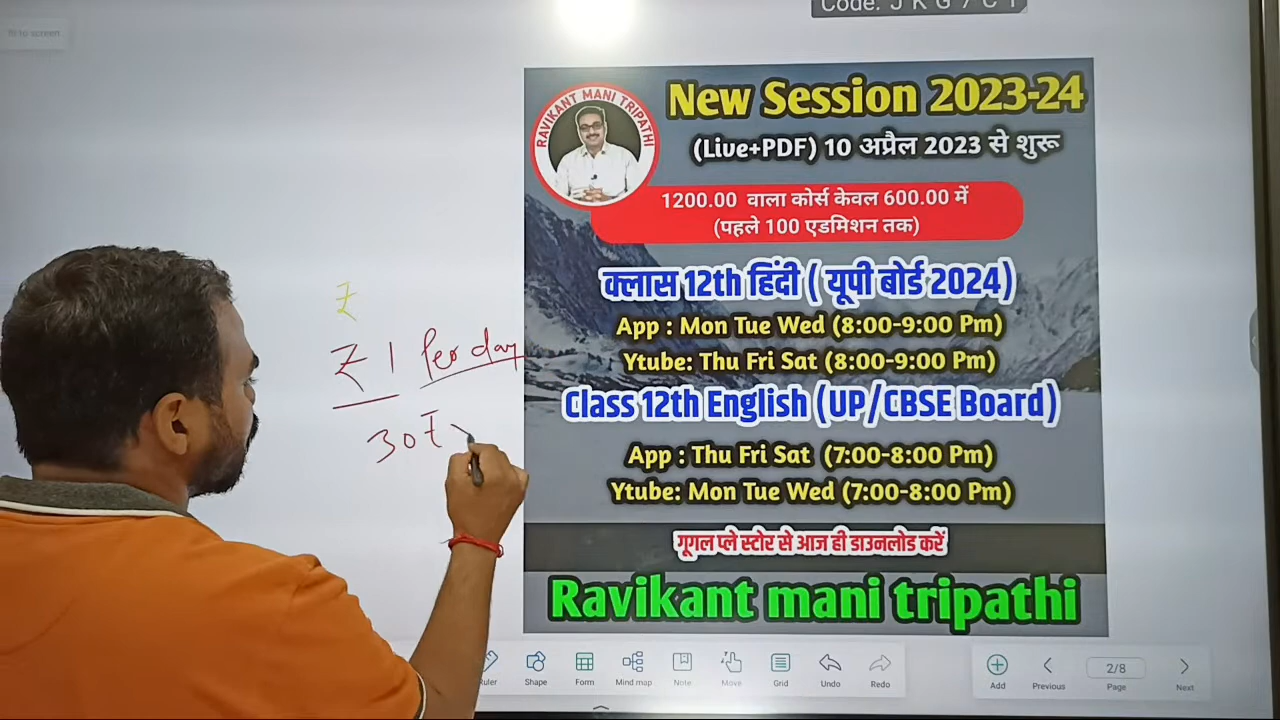 Code: J K G 7 C T
New Session 2023-24
RAVIKANT MANI TRIPATHI
(Live+PDF) 10 अप्रैल 2023 से शुरू
1200.00 वाला कोर्स केवल 600.00 में
(पहले 100 एडमिशन तक)
क्लास 12th हिंदी ( यूपी बोर्ड 2024)
App : Mon Tue Wed (8:00-9:00 Pm)
Ytube: Thu Fri Sat (8:00-9:00 Pm)
Class 12th English (UP/CBSE Board)
App : Thu Fri Sat (7:00-8:00 Pm)
Ytube: Mon Tue Wed (7:00-8:00 Pm)
गूगल प्ले स्टोर से आज ही डाउनलोड करें
Ravikant mani tripathi
₹
₹ 1 Per day
30 ₹
Ruler Shape Form Mind map Note Move Grid Undo Redo
Add Previous 2/8 Page Next